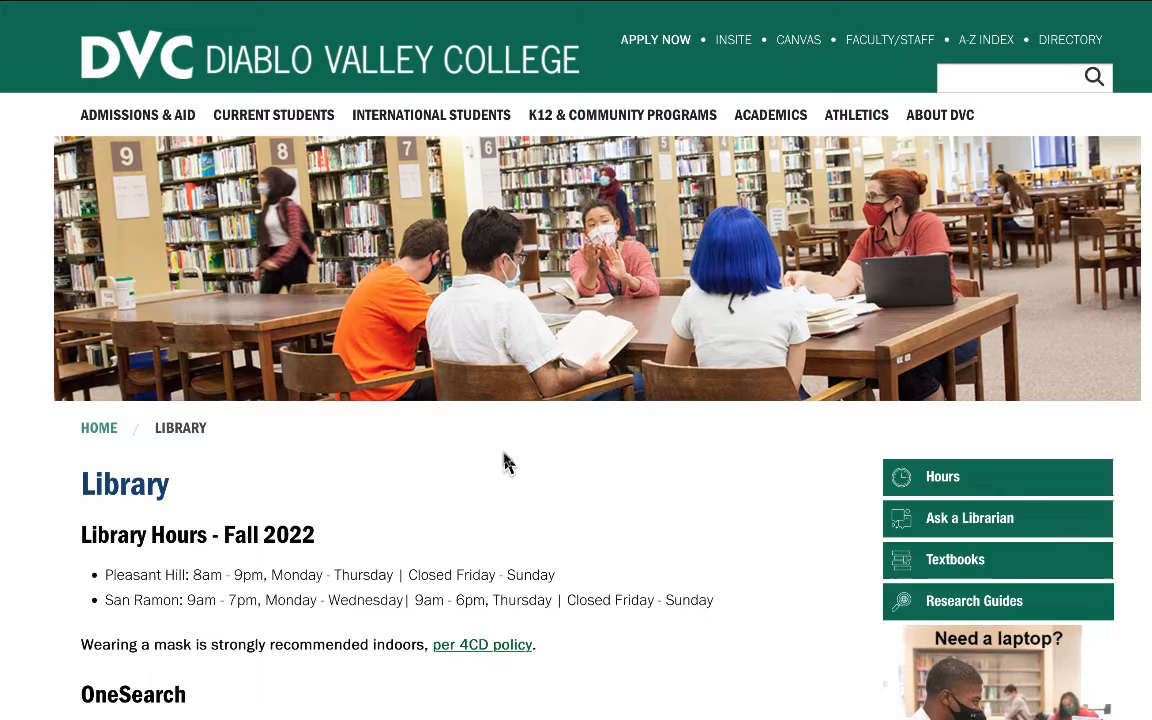 DVC DIABLO VALLEY COLLEGE
APPLY NOW • INSITE • CANVAS • FACULTY/STAFF • A-Z INDEX • DIRECTORY
ADMISSIONS & AID CURRENT STUDENTS INTERNATIONAL STUDENTS K12 & COMMUNITY PROGRAMS ACADEMICS ATHLETICS ABOUT DVC
9 8 7 6 5
HOME / LIBRARY
Library
Library Hours - Fall 2022
• Pleasant Hill: 8am - 9pm, Monday - Thursday | Closed Friday - Sunday
• San Ramon: 9am - 7pm, Monday - Wednesday| 9am - 6pm, Thursday | Closed Friday - Sunday
Wearing a mask is strongly recommended indoors, per 4CD policy.
OneSearch
Hours
Ask a Librarian
Textbooks
Research Guides
Need a laptop?